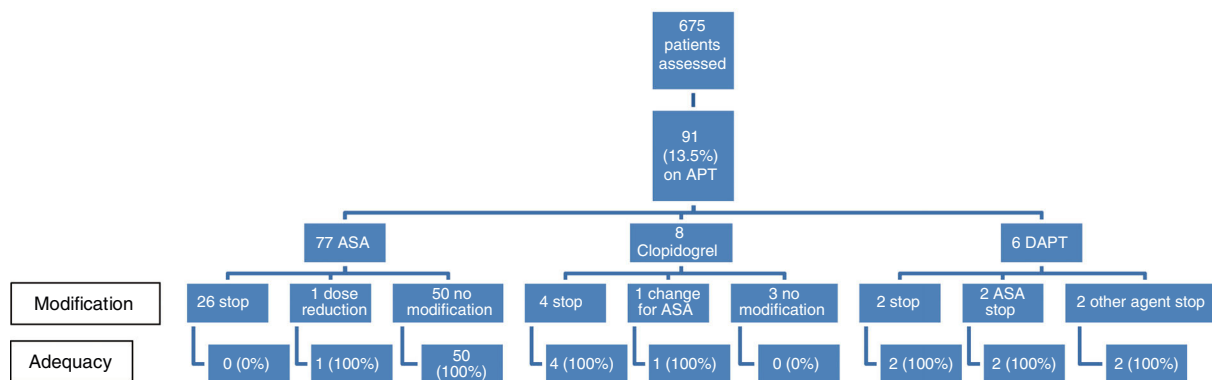 675
patients
assessed
91
(13.5%)
on APT
77 ASA
8
Clopidogrel
6 DAPT
Modification
26 stop
1 dose
reduction
50 no
modification
4 stop
1 change
for ASA
3 no
modification
2 stop
2 ASA
stop
2 other agent stop
Adequacy
0 (0%)
1 (100%)
50
(100%)
4 (100%)
1 (100%)
0 (0%)
2 (100%)
2 (100%)
2 (100%)